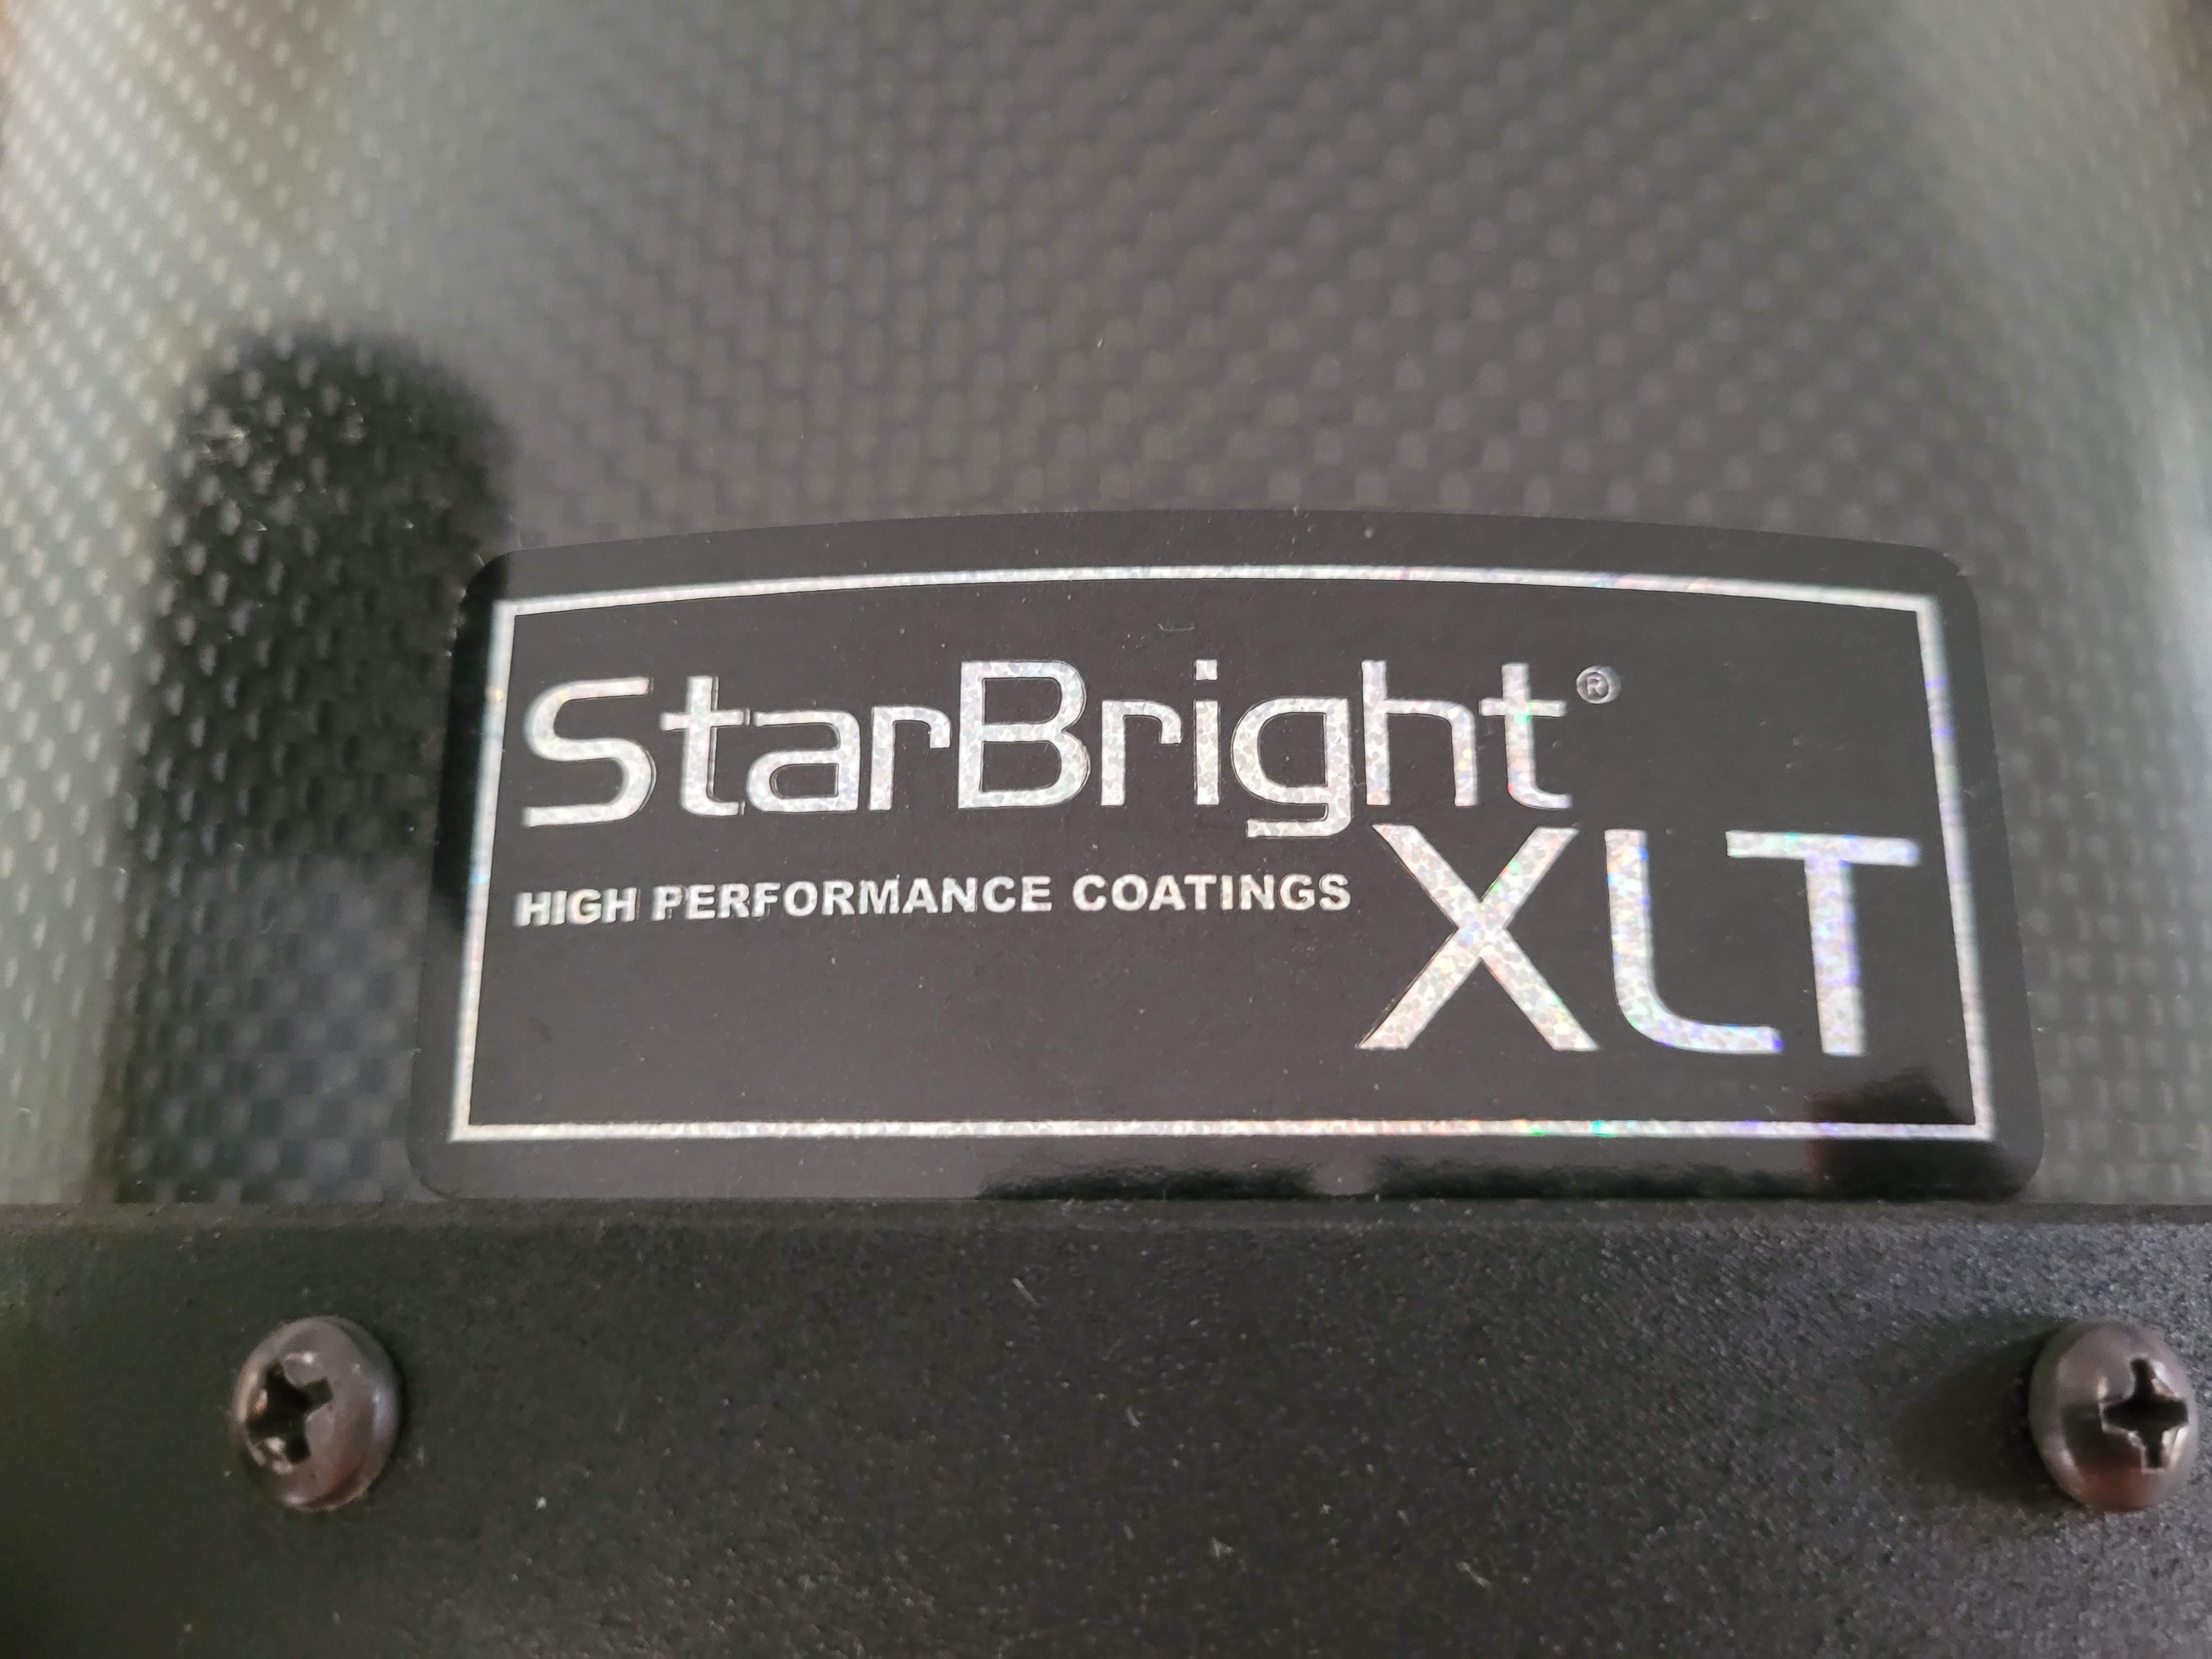 StarBright®
HIGH PERFORMANCE COATINGS
XLT